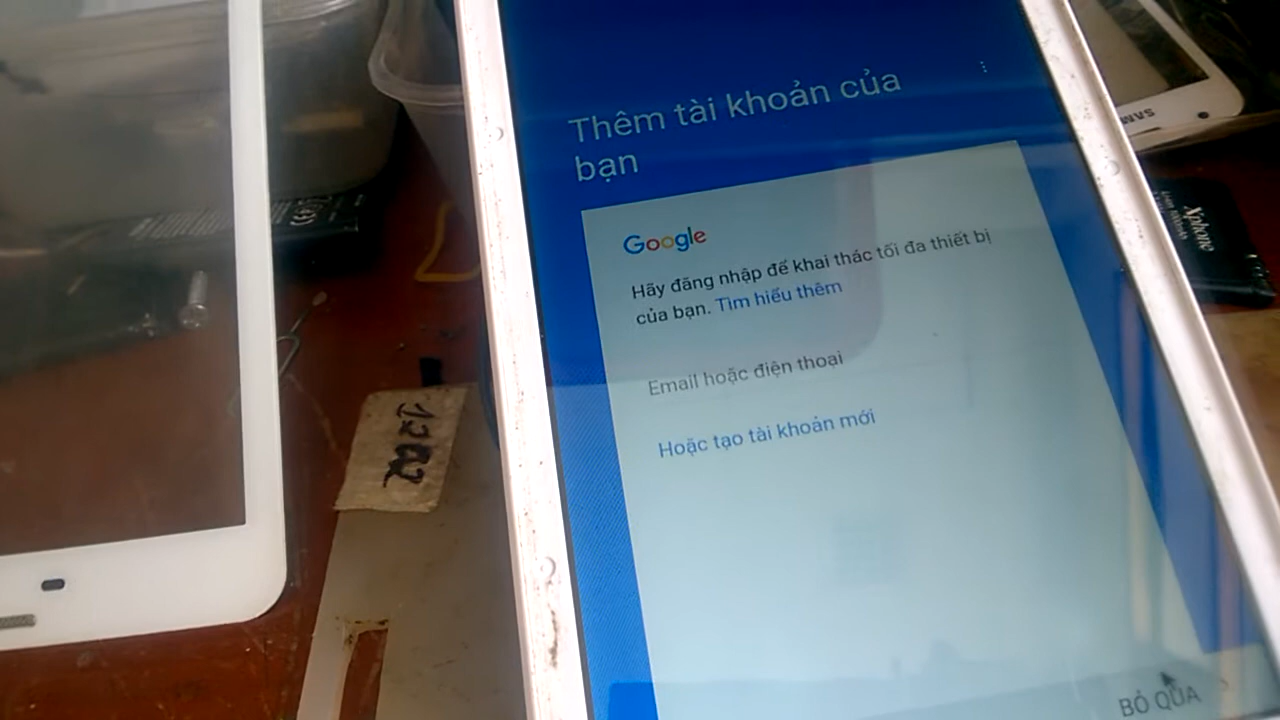 Thêm tài khoản của
bạn
Google
Hãy đăng nhập để khai thác tối đa thiết bị
của bạn. Tìm hiểu thêm
Email hoặc điện thoại
Hoặc tạo tài khoản mới
BỎ QUA
Xphone